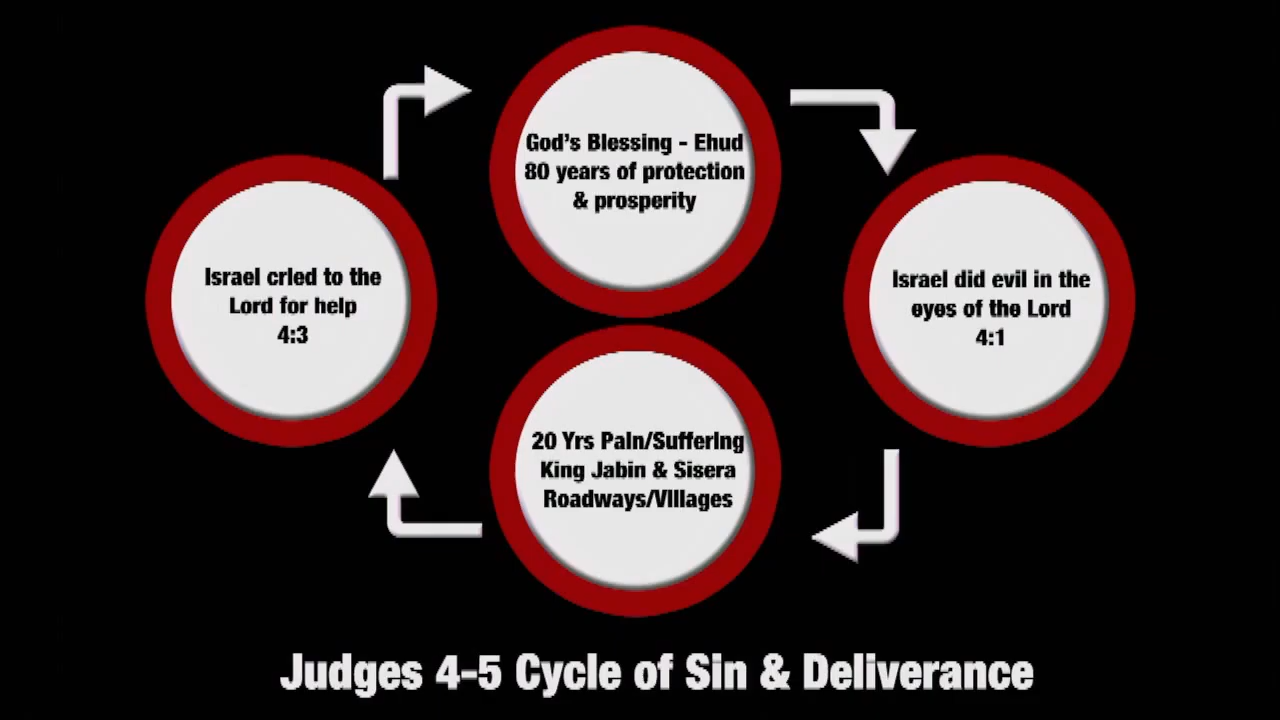 God's Blessing - Ehud
80 years of protection
& prosperity
Israel did evil in the
eyes of the Lord
4:1
20 Yrs Pain/Suffering
King Jabin & Sisera
Roadways/Villages
Israel cried to the
Lord for help
4:3
Judges 4-5 Cycle of Sin & Deliverance